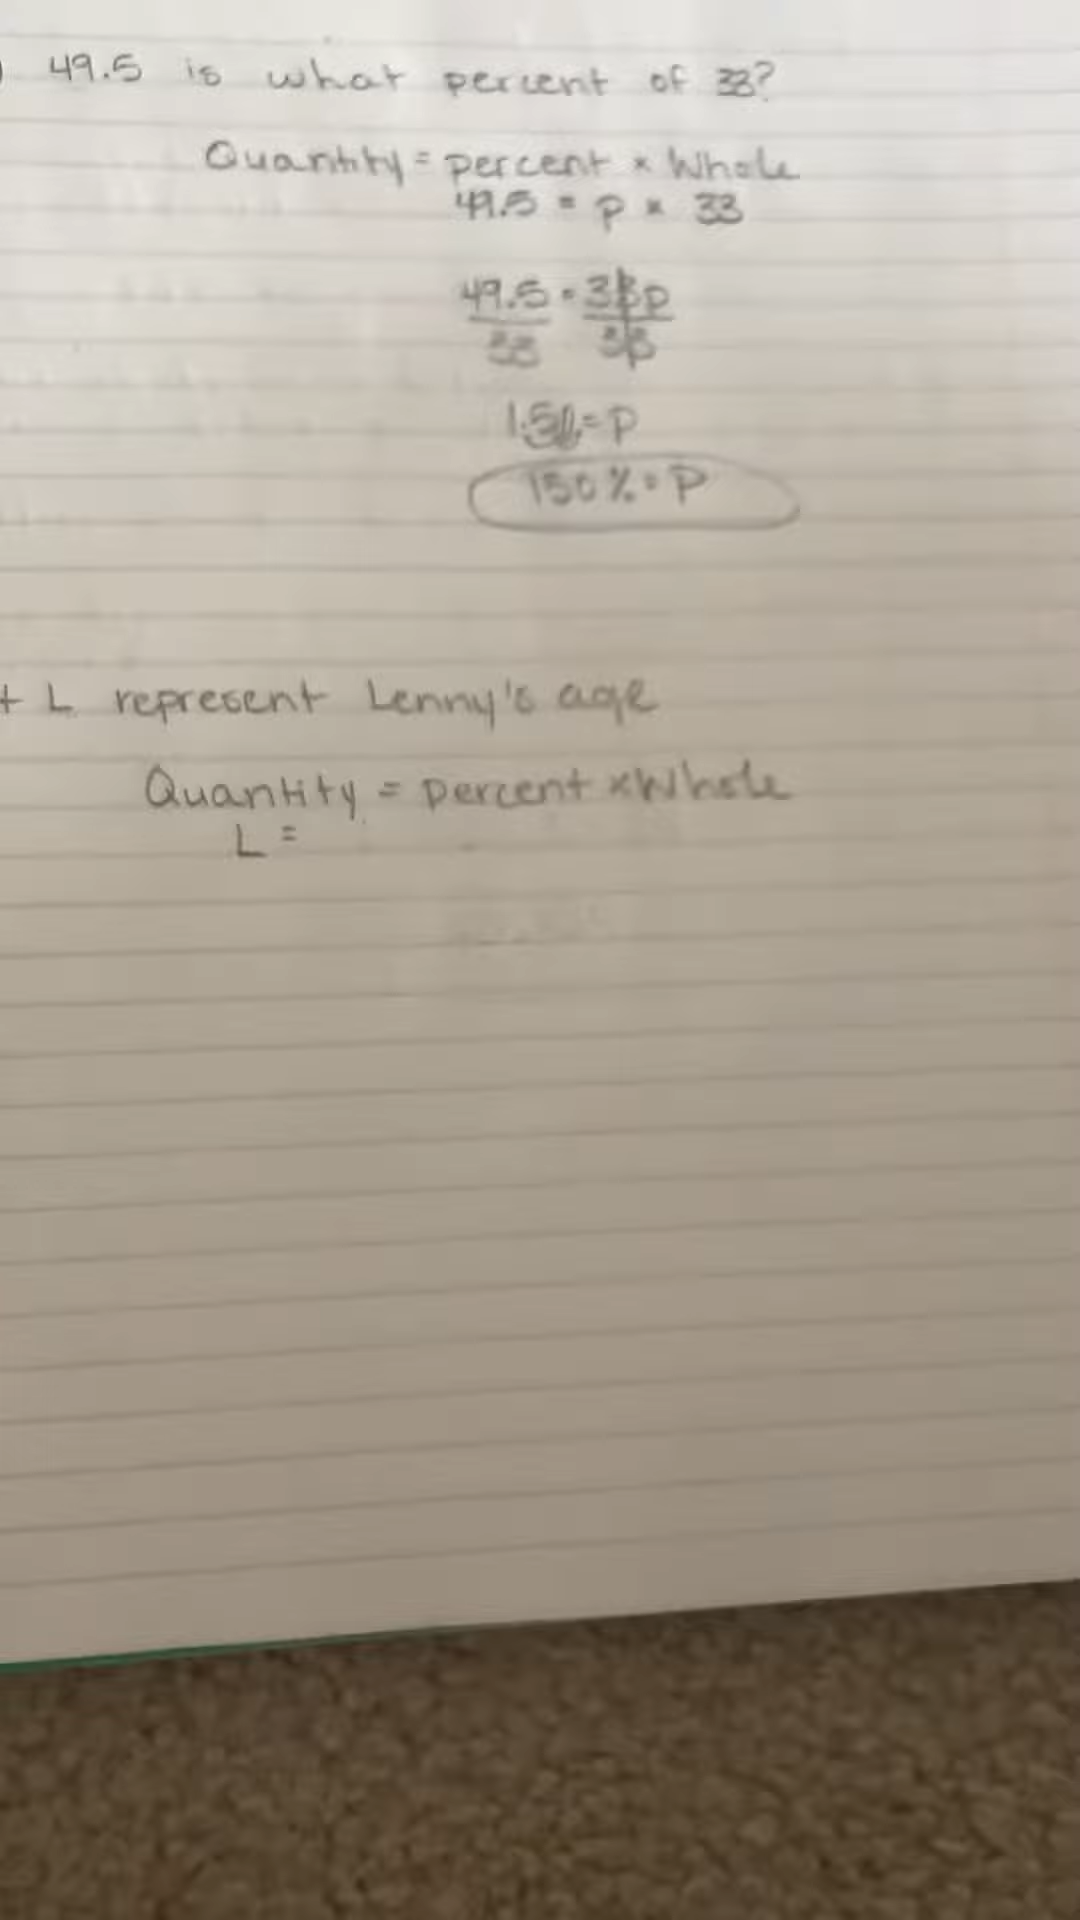 ) 49.5 is what percent of 33?
Quantity = percent × Whole
49.5 = p × 33
49.5 = 33p
33 33
1.5 = p
150% = P
+ L represent Lenny's age
Quantity = percent × Whole
L =